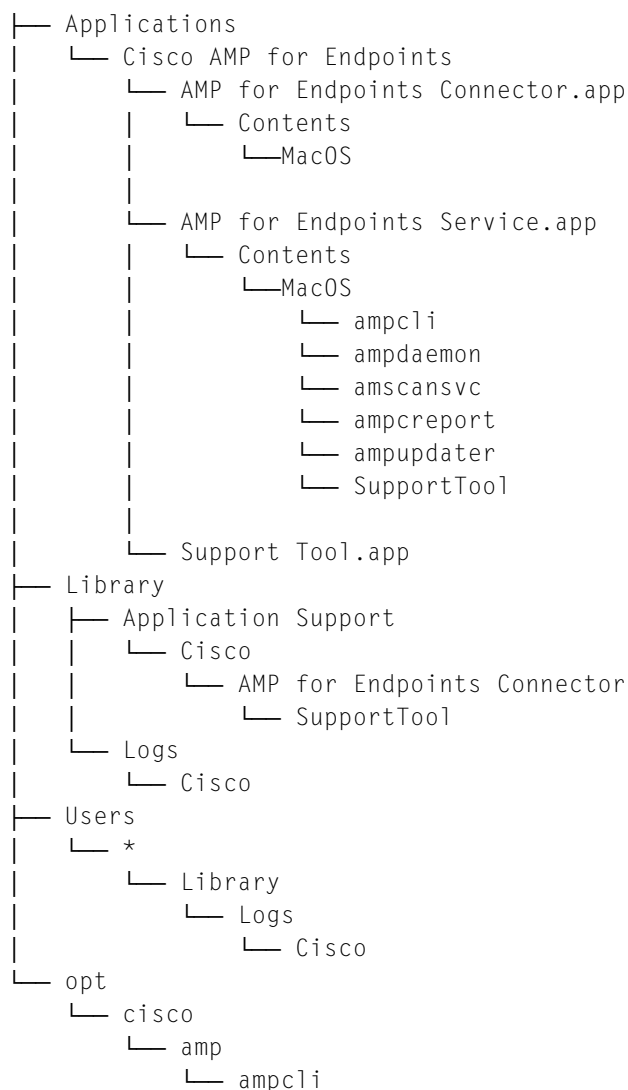 ├── Applications
│   └── Cisco AMP for Endpoints
│       └── AMP for Endpoints Connector.app
│       │   └── Contents
│       │       └──MacOS
│       │
│       └── AMP for Endpoints Service.app
│       │   └── Contents
│       │       └──MacOS
│       │           └── ampcli
│       │           └── ampdaemon
│       │           └── amscansvc
│       │           └── ampcreport
│       │           └── ampupdater
│       │           └── SupportTool
│       │
│       └── Support Tool.app
├── Library
│   ├── Application Support
│   │   └── Cisco
│   │       └── AMP for Endpoints Connector
│   │           └── SupportTool
│   └── Logs
│       └── Cisco
├── Users
│   └── *
│       └── Library
│           └── Logs
│               └── Cisco
└── opt
    └── cisco
        └── amp
            └── ampcli